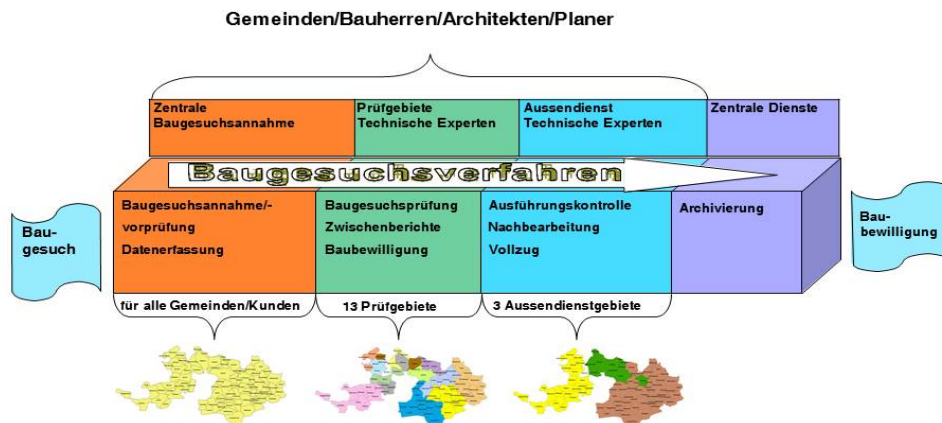 Gemeinden/Bauherren/Architekten/Planer
Zentrale
Baugesuchsannahme
Prüfgebiete
Technische Experten
Aussendienst
Technische Experten
Zentrale Dienste
Baugesuchsverfahren
Bau-
gesuch
Baugesuchsannahme/-
vorprüfung
Datenerfassung
Baugesuchsprüfung
Zwischenberichte
Baubewilligung
Ausführungskontrolle
Nachbearbeitung
Vollzug
Archivierung
Bau-
bewilligung
für alle Gemeinden/Kunden
13 Prüfgebiete
3 Aussendienstgebiete